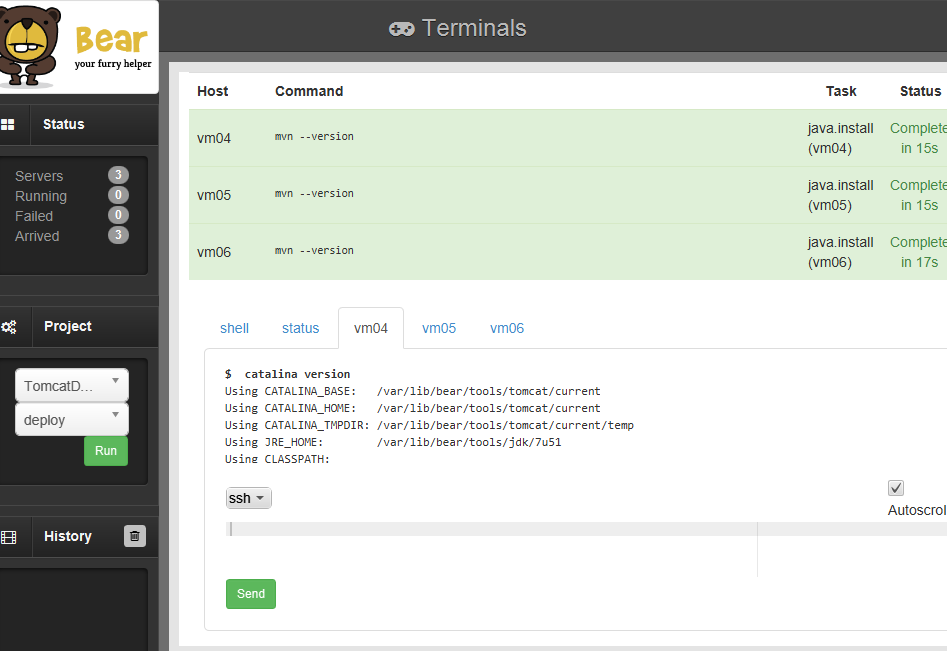 Bear
your furry helper
Terminals
Status
Servers 3
Running 0
Failed 0
Arrived 3
Project
TomcatD...
deploy
Run
History
Host Command Task Status
vm04 mvn --version java.install (vm04) Complete in 15s
vm05 mvn --version java.install (vm05) Complete in 15s
vm06 mvn --version java.install (vm06) Complete in 17s
shell status vm04 vm05 vm06
$ catalina version
Using CATALINA_BASE: /var/lib/bear/tools/tomcat/current
Using CATALINA_HOME: /var/lib/bear/tools/tomcat/current
Using CATALINA_TMPDIR: /var/lib/bear/tools/tomcat/current/temp
Using JRE_HOME: /var/lib/bear/tools/jdk/7u51
Using CLASSPATH:
ssh
Autoscrol
Send